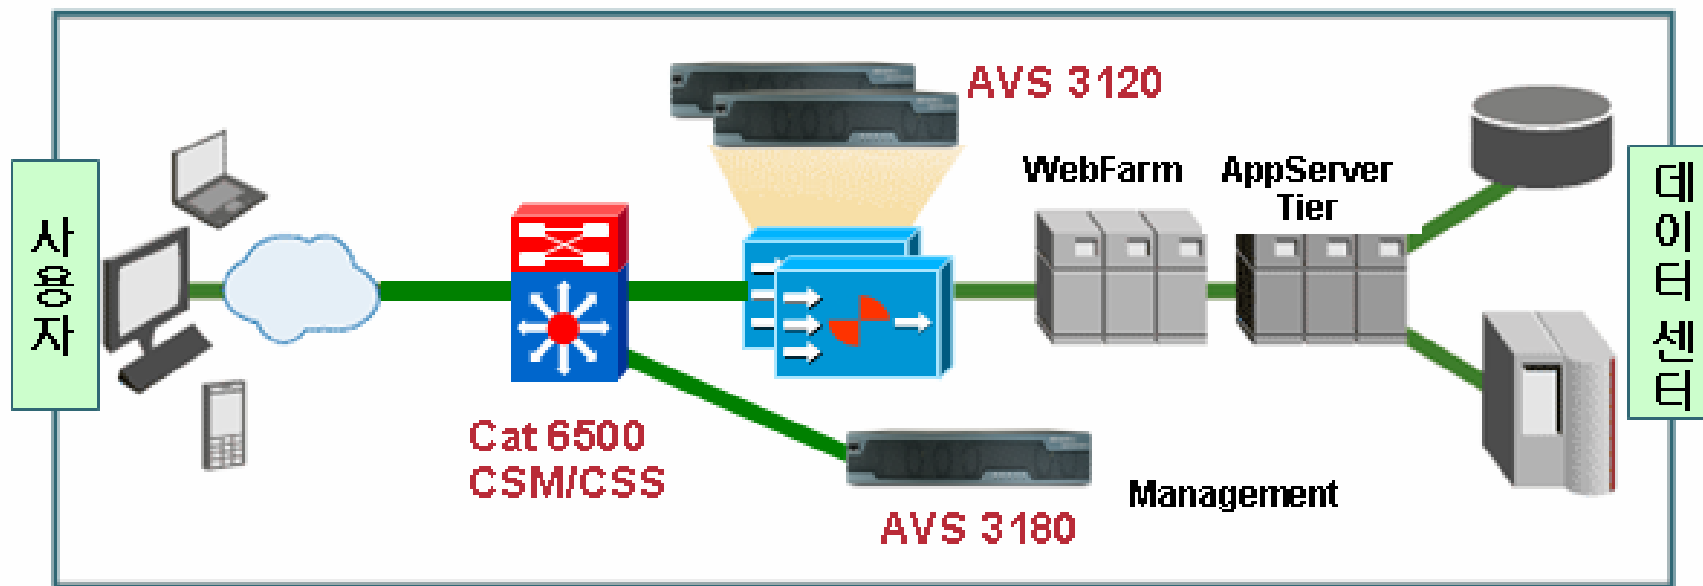 사용자
Cat 6500
CSM/CSS
AVS 3120
AVS 3180
Management
WebFarm
AppServer
Tier
데이터 센터